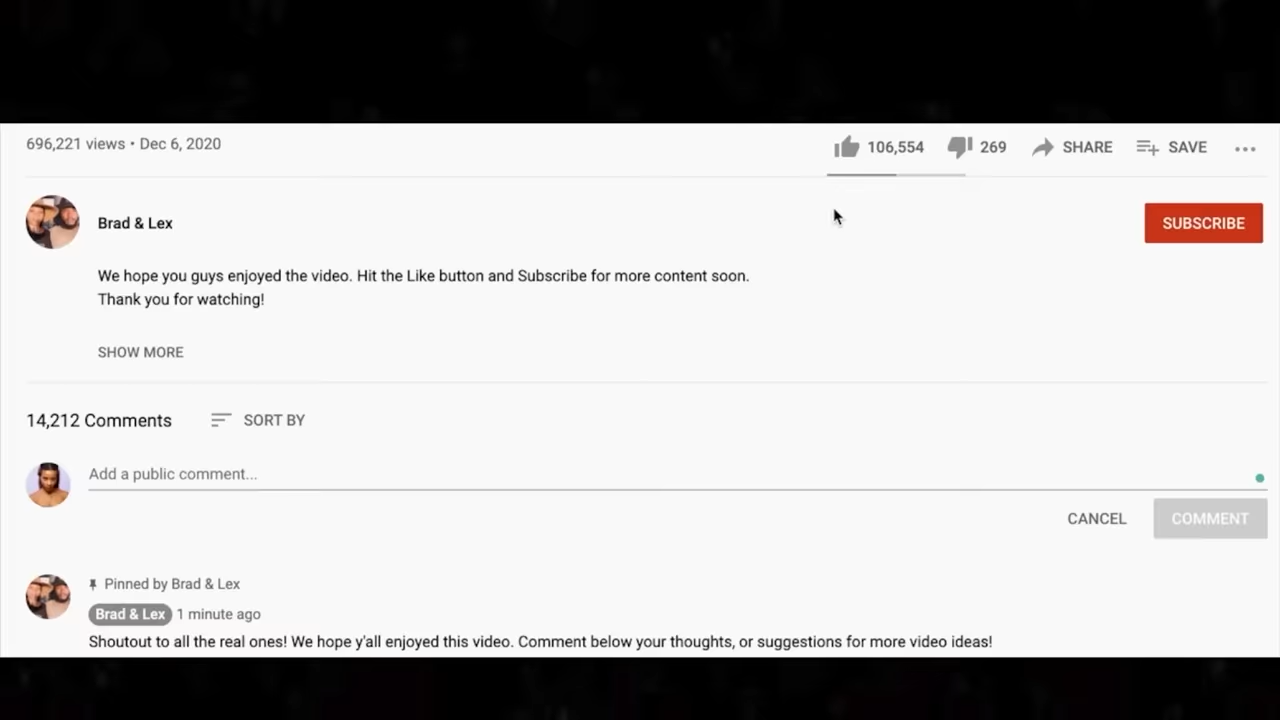 696,221 views • Dec 6, 2020
106,554
269
SHARE
SAVE
Brad & Lex
SUBSCRIBE
We hope you guys enjoyed the video. Hit the Like button and Subscribe for more content soon.
Thank you for watching!
SHOW MORE
14,212 Comments
SORT BY
Add a public comment...
CANCEL
COMMENT
Pinned by Brad & Lex
Brad & Lex 1 minute ago
Shoutout to all the real ones! We hope y'all enjoyed this video. Comment below your thoughts, or suggestions for more video ideas!